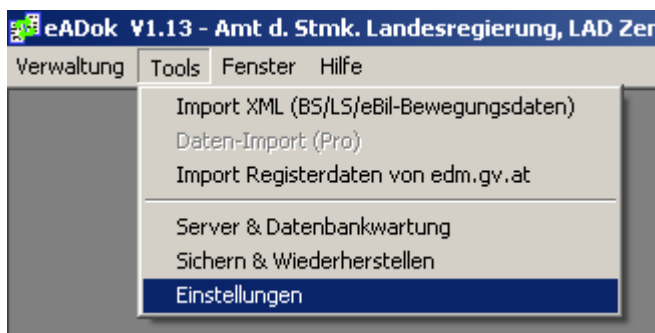 eADok V1.13 - Amt d. Stmk. Landesregierung, LAD Zer
Verwaltung Tools Fenster Hilfe
Import XML (BS/LS/eBil-Bewegungsdaten)
Daten-Import (Pro)
Import Registerdaten von edm.gv.at
Server & Datenbankwartung
Sichern & Wiederherstellen
Einstellungen